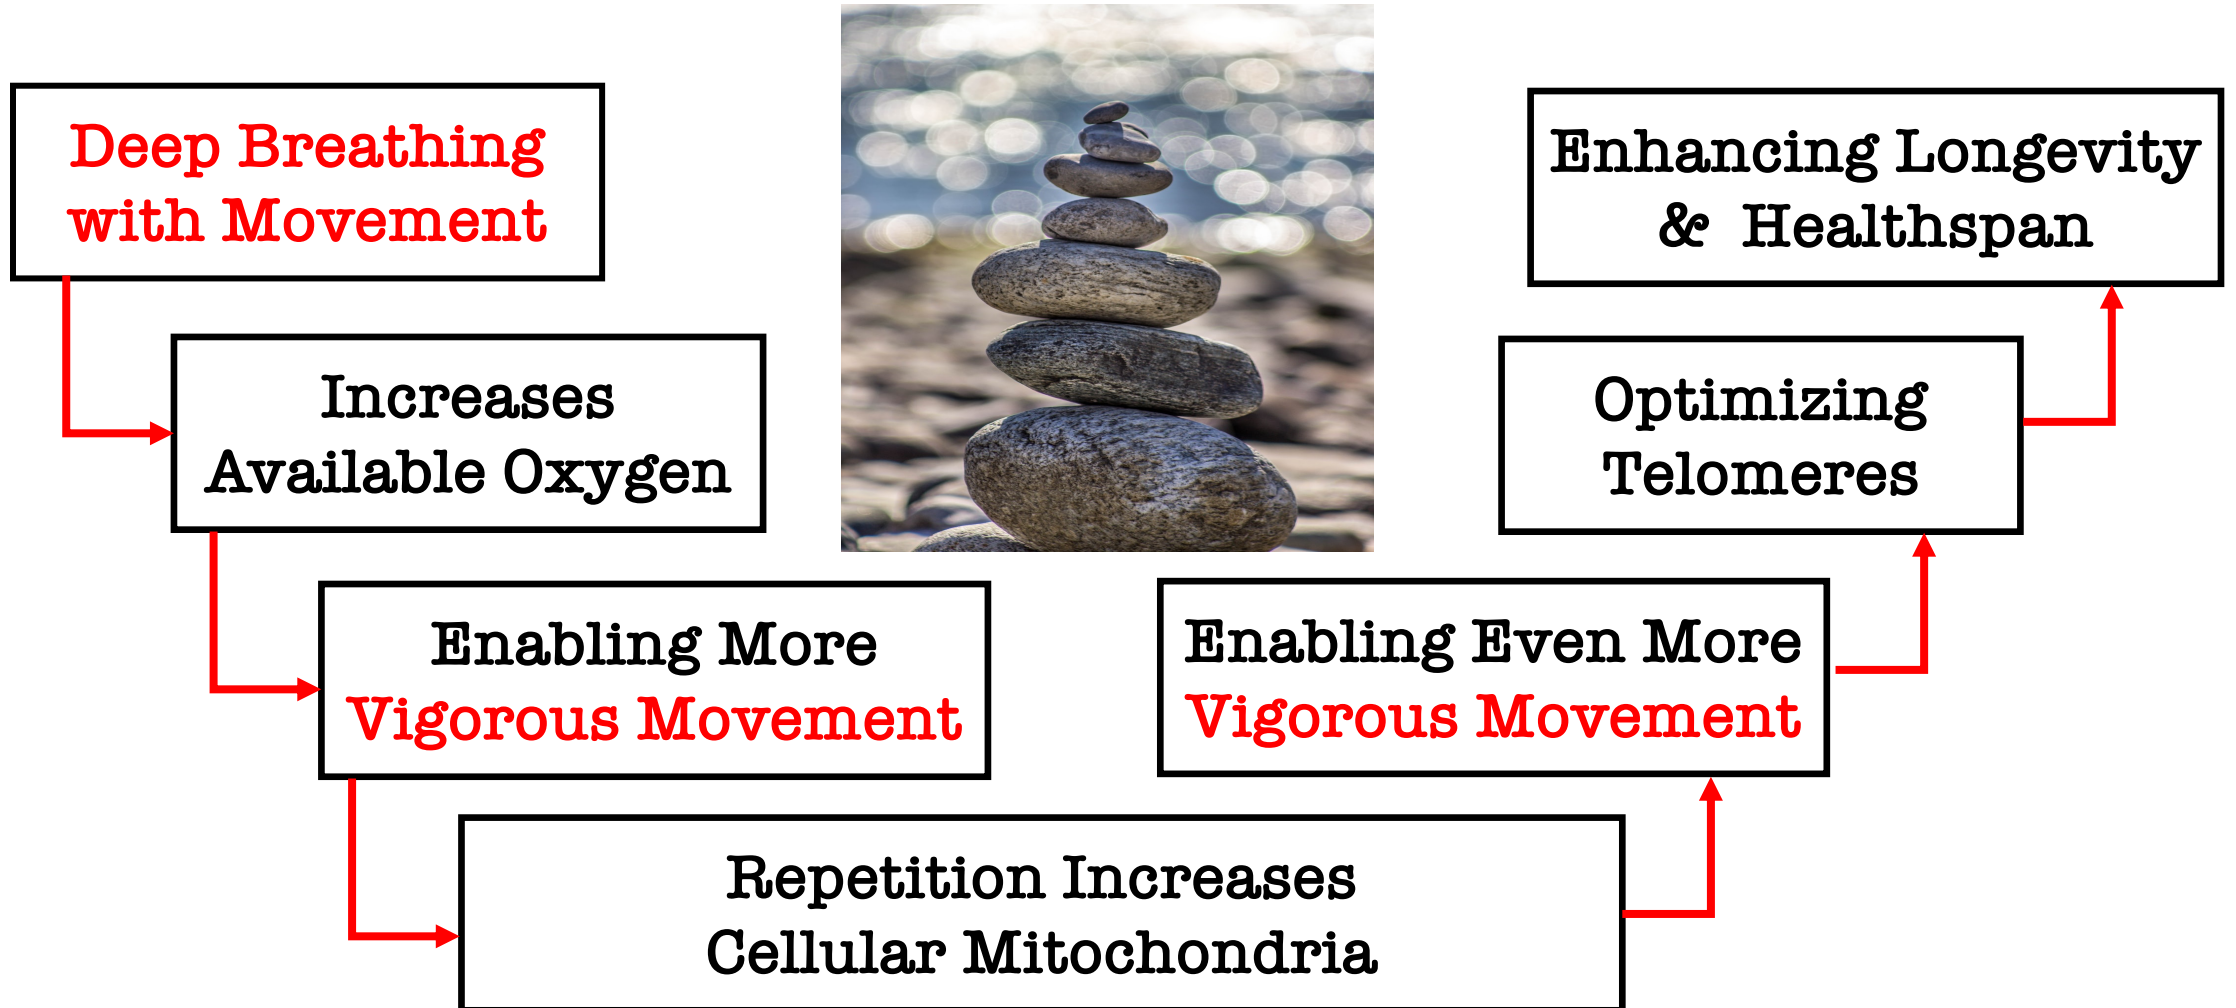 Deep Breathing
with Movement
Increases
Available Oxygen
Enabling More
Vigorous Movement
Repetition Increases
Cellular Mitochondria
Enabling Even More
Vigorous Movement
Optimizing
Telomeres
Enhancing Longevity
& Healthspan